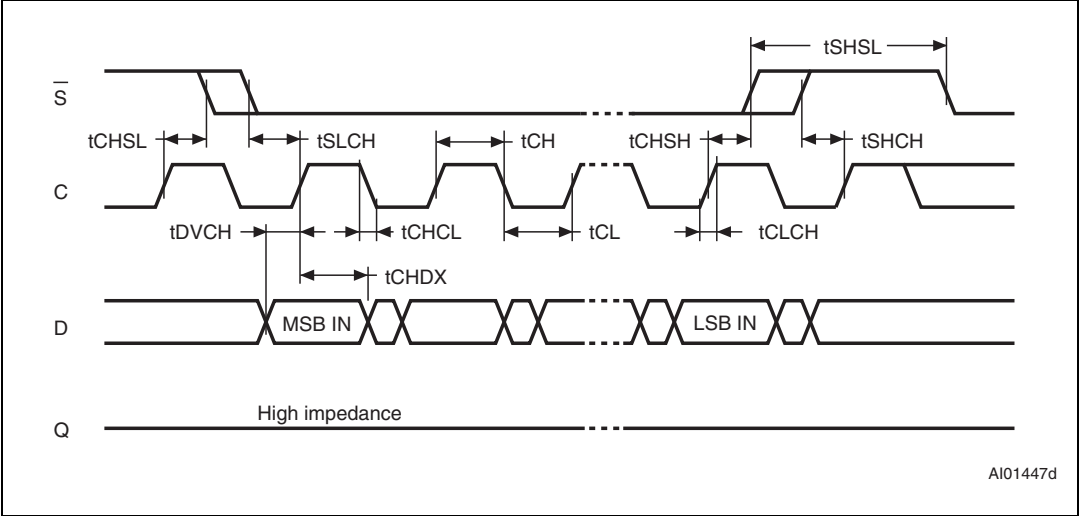 tSHSL
S̅
tCHSL tSLCH tCH tCHSH tSHCH
C
tDVCH tCHCL tCL tCLCH
tCHDX
D MSB IN LSB IN
High impedance
Q
AI01447d